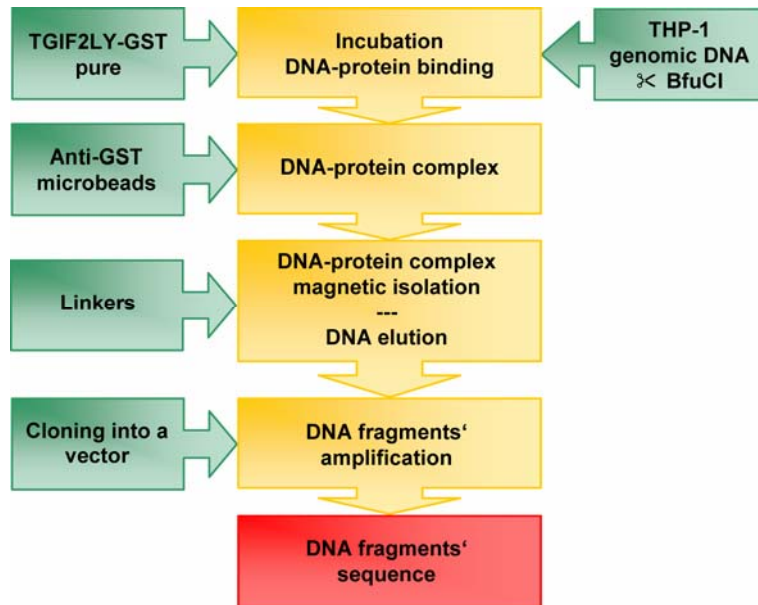 TGIF2LY-GST
pure
Incubation
DNA-protein binding
THP-1
genomic DNA
✂ BfuCI
Anti-GST
microbeads
DNA-protein complex
Linkers
DNA-protein complex
magnetic isolation
---
DNA elution
Cloning into a
vector
DNA fragments‘
amplification
DNA fragments‘
sequence